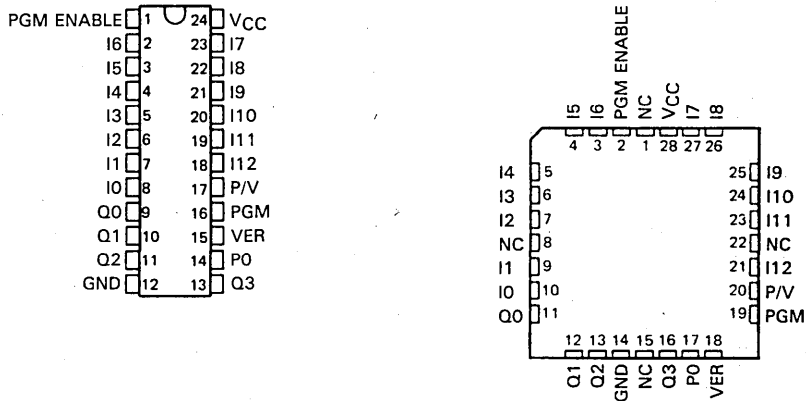 PGM ENABLE 1 24 VCC
I6 2 23 I7
I5 3 22 I8
I4 4 21 I9
I3 5 20 I10
I2 6 19 I11
I1 7 18 I12
I0 8 17 P/V
Q0 9 16 PGM
Q1 10 15 VER
Q2 11 14 P0
GND 12 13 Q3
I5 I6 PGM ENABLE NC VCC I7 I8
4 3 2 1 28 27 26
I4 5 25 I9
I3 6 24 I10
I2 7 23 I11
NC 8 22 NC
I1 9 21 I12
I0 10 20 P/V
Q0 11 19 PGM
12 13 14 15 16 17 18
Q1 Q2 GND NC Q3 P0 VER